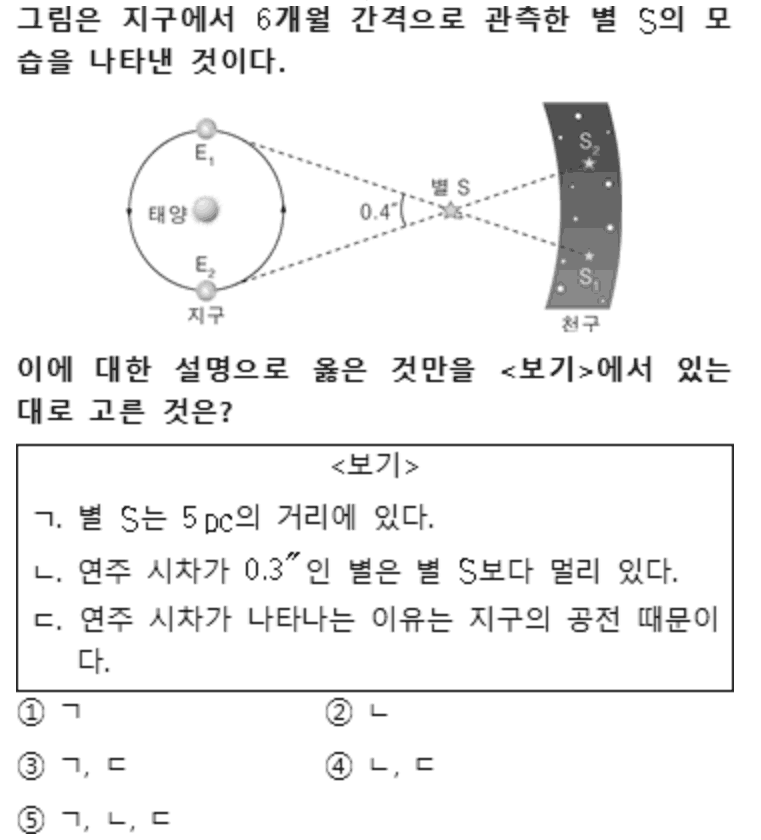 그림은 지구에서 6개월 간격으로 관측한 별 S의 모
습을 나타낸 것이다.
E₁
태양
E₂
지구
0.4″
별 S
S₂
S₁
천구
이에 대한 설명으로 옳은 것만을 <보기>에서 있는
대로 고른 것은?
<보기>
ㄱ. 별 S는 5 pc의 거리에 있다.
ㄴ. 연주 시차가 0.3″인 별은 별 S보다 멀리 있다.
ㄷ. 연주 시차가 나타나는 이유는 지구의 공전 때문이
다.
① ㄱ ② ㄴ
③ ㄱ, ㄷ ④ ㄴ, ㄷ
⑤ ㄱ, ㄴ, ㄷ